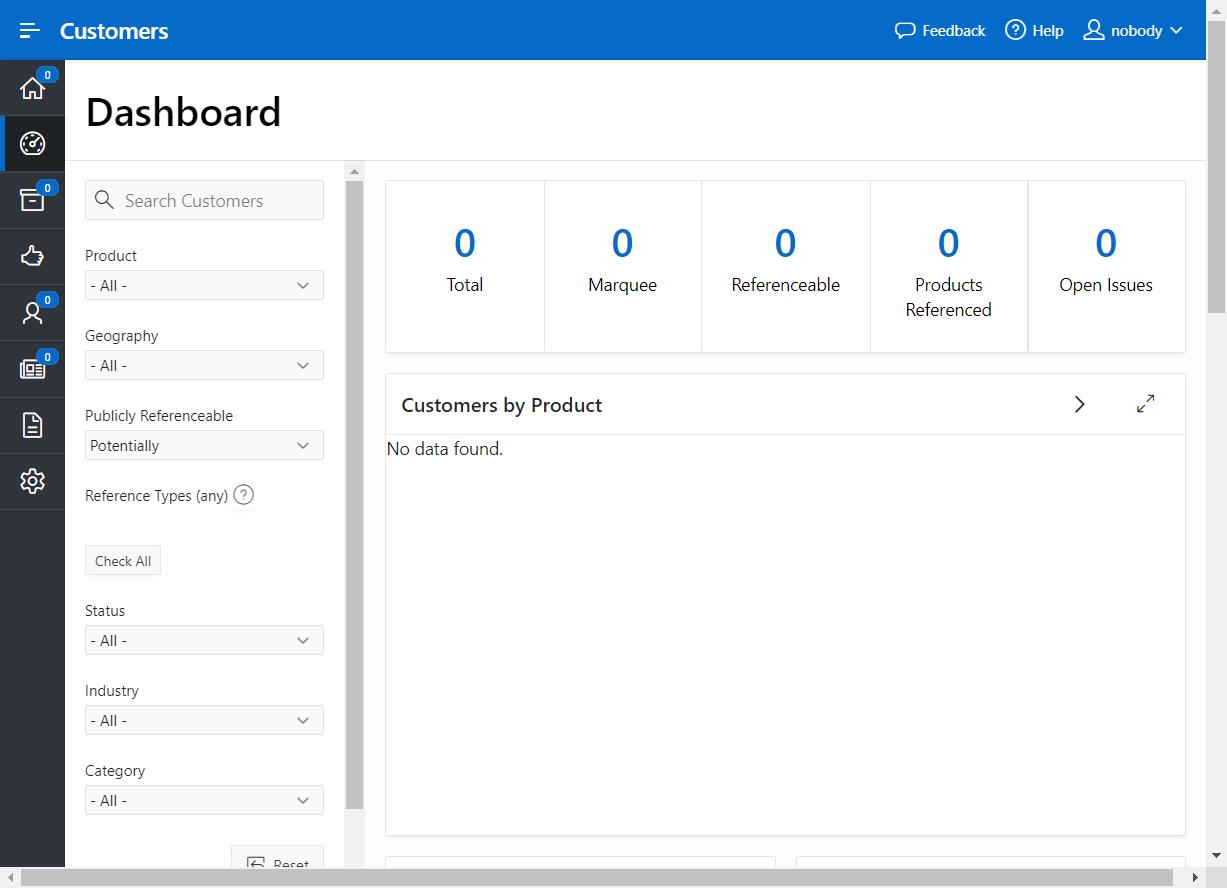 Customers
Feedback
Help
nobody
0
0
0
0
Dashboard
Search Customers
Product
- All -
Geography
- All -
Publicly Referenceable
Potentially
Reference Types (any)
?
Check All
Status
- All -
Industry
- All -
Category
- All -
Reset
0
Total
0
Marquee
0
Referenceable
0
Products
Referenced
0
Open Issues
Customers by Product
No data found.